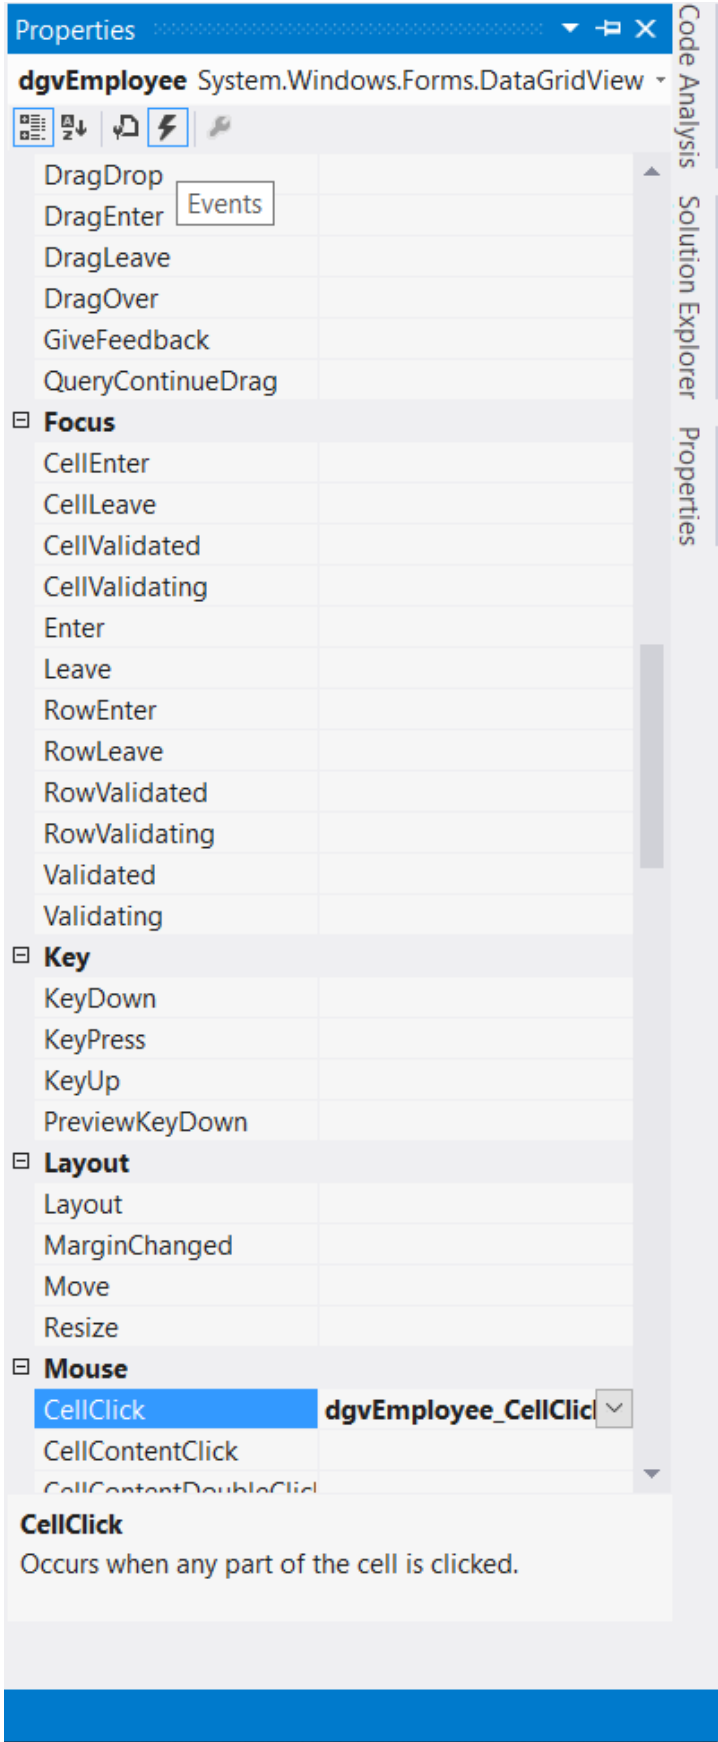 Properties
dgvEmployee System.Windows.Forms.DataGridView
DragDrop
Events
DragEnter
DragLeave
DragOver
GiveFeedback
QueryContinueDrag
Focus
CellEnter
CellLeave
CellValidated
CellValidating
Enter
Leave
RowEnter
RowLeave
RowValidated
RowValidating
Validated
Validating
Key
KeyDown
KeyPress
KeyUp
PreviewKeyDown
Layout
Layout
MarginChanged
Move
Resize
Mouse
CellClick dgvEmployee_CellClic
CellContentClick
CellContentDoubleClic
CellClick
Occurs when any part of the cell is clicked.
Code Analysis
Solution Explorer
Properties